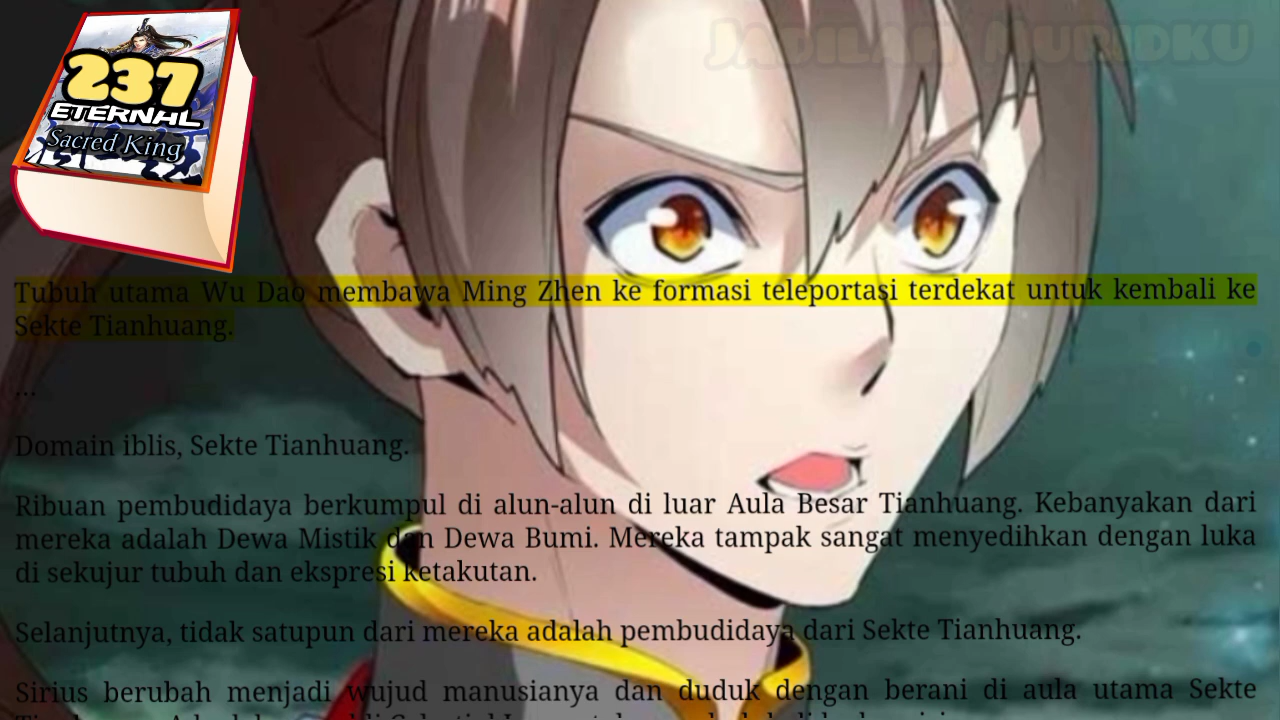 JADILAH MURIDKU
237
ETERNAL
Sacred King
Tubuh utama Wu Dao membawa Ming Zhen ke formasi teleportasi terdekat untuk kembali ke
Sekte Tianhuang.
...
Domain iblis, Sekte Tianhuang.
Ribuan pembudidaya berkumpul di alun-alun di luar Aula Besar Tianhuang. Kebanyakan dari
mereka adalah Dewa Mistik dan Dewa Bumi. Mereka tampak sangat menyedihkan dengan luka
di sekujur tubuh dan ekspresi ketakutan.
Selanjutnya, tidak satupun dari mereka adalah pembudidaya dari Sekte Tianhuang.
Sirius berubah menjadi wujud manusianya dan duduk dengan berani di aula utama Sekte